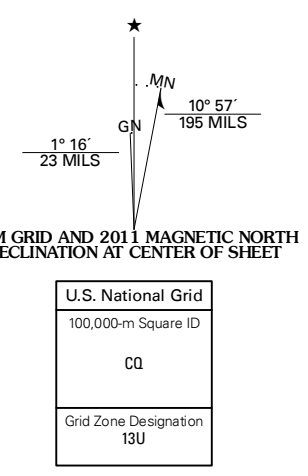 ★
MN
GN
10° 57´
195 MILS
1° 16´
23 MILS
M GRID AND 2011 MAGNETIC NORTH
ECLINATION AT CENTER OF SHEET
U.S. National Grid
100,000-m Square ID
CQ
Grid Zone Designation
13U